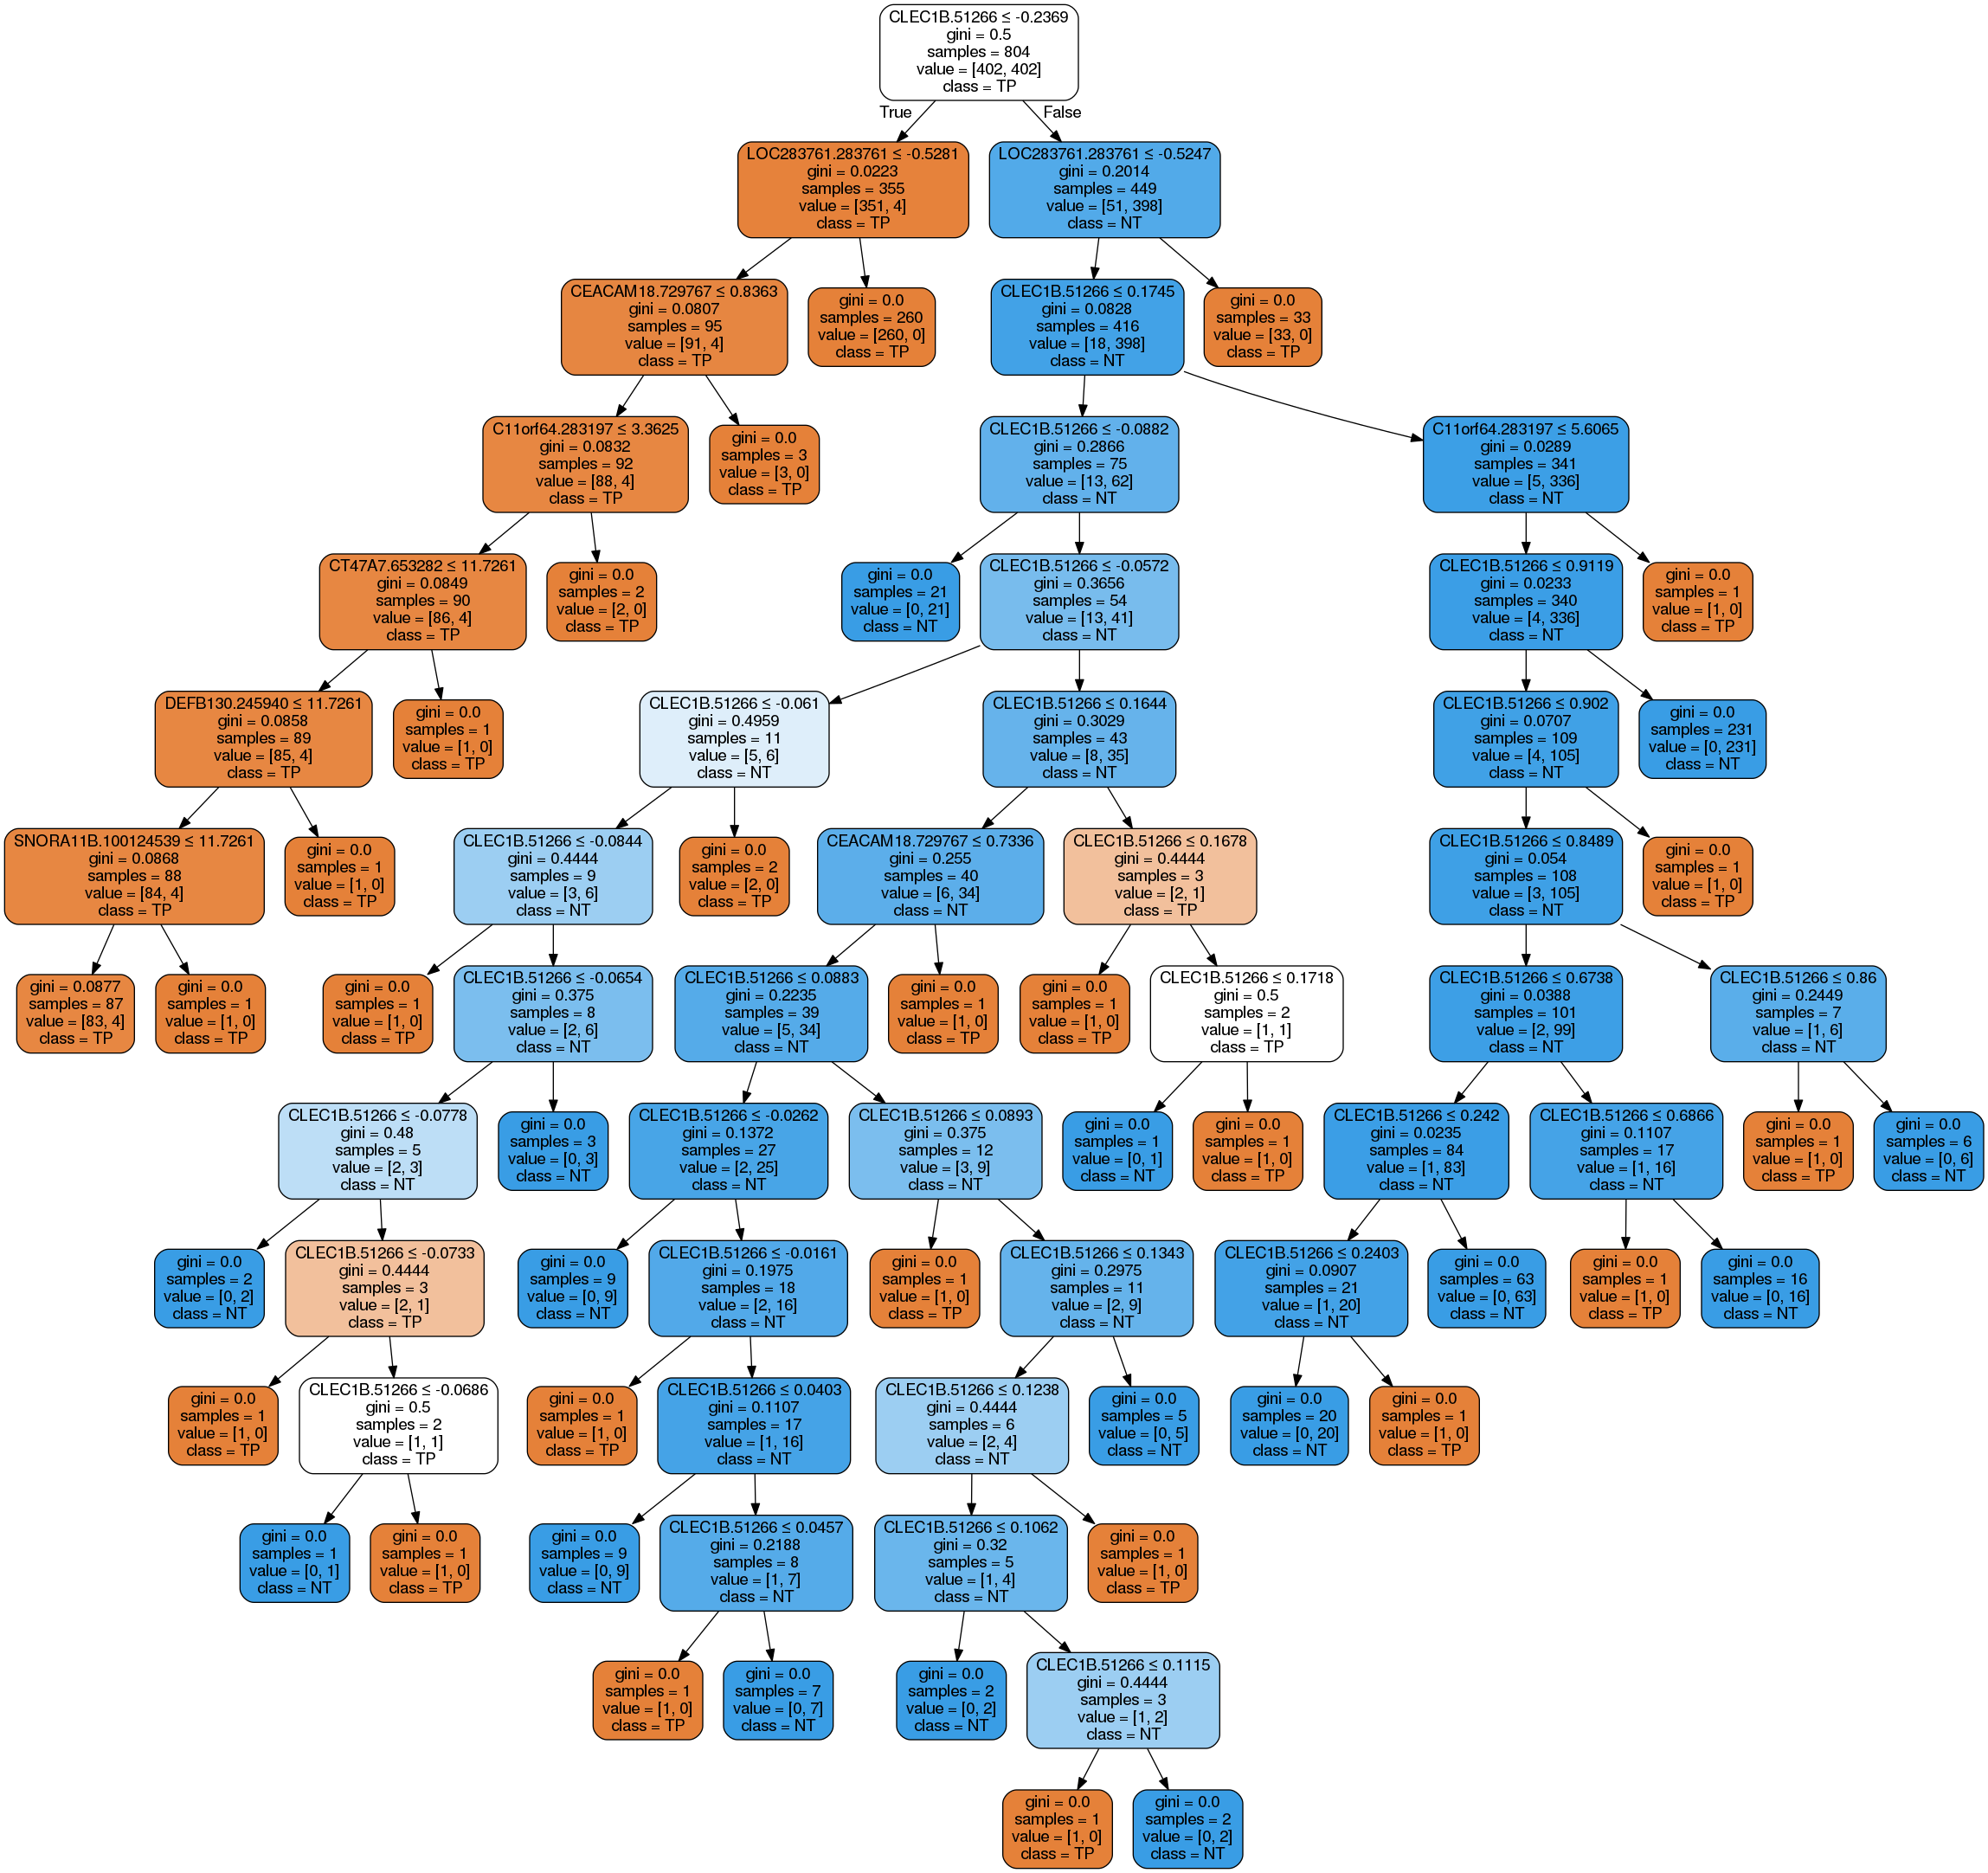 CLEC1B.51266 ≤ -0.2369
gini = 0.5
samples = 804
value = [402, 402]
class = TP
True
False
LOC283761.283761 ≤ -0.5281
gini = 0.0223
samples = 355
value = [351, 4]
class = TP
LOC283761.283761 ≤ -0.5247
gini = 0.2014
samples = 449
value = [51, 398]
class = NT
CEACAM18.729767 ≤ 0.8363
gini = 0.0807
samples = 95
value = [91, 4]
class = TP
gini = 0.0
samples = 260
value = [260, 0]
class = TP
CLEC1B.51266 ≤ 0.1745
gini = 0.0828
samples = 416
value = [18, 398]
class = NT
gini = 0.0
samples = 33
value = [33, 0]
class = TP
C11orf64.283197 ≤ 3.3625
gini = 0.0832
samples = 92
value = [88, 4]
class = TP
gini = 0.0
samples = 3
value = [3, 0]
class = TP
CLEC1B.51266 ≤ -0.0882
gini = 0.2866
samples = 75
value = [13, 62]
class = NT
C11orf64.283197 ≤ 5.6065
gini = 0.0289
samples = 341
value = [5, 336]
class = NT
CT47A7.653282 ≤ 11.7261
gini = 0.0849
samples = 90
value = [86, 4]
class = TP
gini = 0.0
samples = 2
value = [2, 0]
class = TP
gini = 0.0
samples = 21
value = [0, 21]
class = NT
CLEC1B.51266 ≤ -0.0572
gini = 0.3656
samples = 54
value = [13, 41]
class = NT
CLEC1B.51266 ≤ 0.9119
gini = 0.0233
samples = 340
value = [4, 336]
class = NT
gini = 0.0
samples = 1
value = [1, 0]
class = TP
DEFB130.245940 ≤ 11.7261
gini = 0.0858
samples = 89
value = [85, 4]
class = TP
gini = 0.0
samples = 1
value = [1, 0]
class = TP
CLEC1B.51266 ≤ -0.061
gini = 0.4959
samples = 11
value = [5, 6]
class = NT
CLEC1B.51266 ≤ 0.1644
gini = 0.3029
samples = 43
value = [8, 35]
class = NT
CLEC1B.51266 ≤ 0.902
gini = 0.0707
samples = 109
value = [4, 105]
class = NT
gini = 0.0
samples = 231
value = [0, 231]
class = NT
SNORA11B.100124539 ≤ 11.7261
gini = 0.0868
samples = 88
value = [84, 4]
class = TP
gini = 0.0
samples = 1
value = [1, 0]
class = TP
CLEC1B.51266 ≤ -0.0844
gini = 0.4444
samples = 9
value = [3, 6]
class = NT
gini = 0.0
samples = 2
value = [2, 0]
class = TP
CEACAM18.729767 ≤ 0.7336
gini = 0.255
samples = 40
value = [6, 34]
class = NT
CLEC1B.51266 ≤ 0.1678
gini = 0.4444
samples = 3
value = [2, 1]
class = TP
CLEC1B.51266 ≤ 0.8489
gini = 0.054
samples = 108
value = [3, 105]
class = NT
gini = 0.0
samples = 1
value = [1, 0]
class = TP
gini = 0.0877
samples = 87
value = [83, 4]
class = TP
gini = 0.0
samples = 1
value = [1, 0]
class = TP
gini = 0.0
samples = 1
value = [1, 0]
class = TP
CLEC1B.51266 ≤ -0.0654
gini = 0.375
samples = 8
value = [2, 6]
class = NT
CLEC1B.51266 ≤ 0.0883
gini = 0.2235
samples = 39
value = [5, 34]
class = NT
gini = 0.0
samples = 1
value = [1, 0]
class = TP
gini = 0.0
samples = 1
value = [1, 0]
class = TP
CLEC1B.51266 ≤ 0.1718
gini = 0.5
samples = 2
value = [1, 1]
class = TP
CLEC1B.51266 ≤ 0.6738
gini = 0.0388
samples = 101
value = [2, 99]
class = NT
CLEC1B.51266 ≤ 0.86
gini = 0.2449
samples = 7
value = [1, 6]
class = NT
CLEC1B.51266 ≤ -0.0778
gini = 0.48
samples = 5
value = [2, 3]
class = NT
gini = 0.0
samples = 3
value = [0, 3]
class = NT
CLEC1B.51266 ≤ -0.0262
gini = 0.1372
samples = 27
value = [2, 25]
class = NT
CLEC1B.51266 ≤ 0.0893
gini = 0.375
samples = 12
value = [3, 9]
class = NT
gini = 0.0
samples = 1
value = [0, 1]
class = NT
gini = 0.0
samples = 1
value = [1, 0]
class = TP
CLEC1B.51266 ≤ 0.242
gini = 0.0235
samples = 84
value = [1, 83]
class = NT
CLEC1B.51266 ≤ 0.6866
gini = 0.1107
samples = 17
value = [1, 16]
class = NT
gini = 0.0
samples = 1
value = [1, 0]
class = TP
gini = 0.0
samples = 6
value = [0, 6]
class = NT
gini = 0.0
samples = 2
value = [0, 2]
class = NT
CLEC1B.51266 ≤ -0.0733
gini = 0.4444
samples = 3
value = [2, 1]
class = TP
gini = 0.0
samples = 9
value = [0, 9]
class = NT
CLEC1B.51266 ≤ -0.0161
gini = 0.1975
samples = 18
value = [2, 16]
class = NT
gini = 0.0
samples = 1
value = [1, 0]
class = TP
CLEC1B.51266 ≤ 0.1343
gini = 0.2975
samples = 11
value = [2, 9]
class = NT
CLEC1B.51266 ≤ 0.2403
gini = 0.0907
samples = 21
value = [1, 20]
class = NT
gini = 0.0
samples = 63
value = [0, 63]
class = NT
gini = 0.0
samples = 1
value = [1, 0]
class = TP
gini = 0.0
samples = 16
value = [0, 16]
class = NT
gini = 0.0
samples = 1
value = [1, 0]
class = TP
CLEC1B.51266 ≤ -0.0686
gini = 0.5
samples = 2
value = [1, 1]
class = TP
gini = 0.0
samples = 1
value = [1, 0]
class = TP
CLEC1B.51266 ≤ 0.0403
gini = 0.1107
samples = 17
value = [1, 16]
class = NT
CLEC1B.51266 ≤ 0.1238
gini = 0.4444
samples = 6
value = [2, 4]
class = NT
gini = 0.0
samples = 5
value = [0, 5]
class = NT
gini = 0.0
samples = 20
value = [0, 20]
class = NT
gini = 0.0
samples = 1
value = [1, 0]
class = TP
gini = 0.0
samples = 1
value = [0, 1]
class = NT
gini = 0.0
samples = 1
value = [1, 0]
class = TP
gini = 0.0
samples = 9
value = [0, 9]
class = NT
CLEC1B.51266 ≤ 0.0457
gini = 0.2188
samples = 8
value = [1, 7]
class = NT
CLEC1B.51266 ≤ 0.1062
gini = 0.32
samples = 5
value = [1, 4]
class = NT
gini = 0.0
samples = 1
value = [1, 0]
class = TP
gini = 0.0
samples = 1
value = [1, 0]
class = TP
gini = 0.0
samples = 7
value = [0, 7]
class = NT
gini = 0.0
samples = 2
value = [0, 2]
class = NT
CLEC1B.51266 ≤ 0.1115
gini = 0.4444
samples = 3
value = [1, 2]
class = NT
gini = 0.0
samples = 1
value = [1, 0]
class = TP
gini = 0.0
samples = 2
value = [0, 2]
class = NT